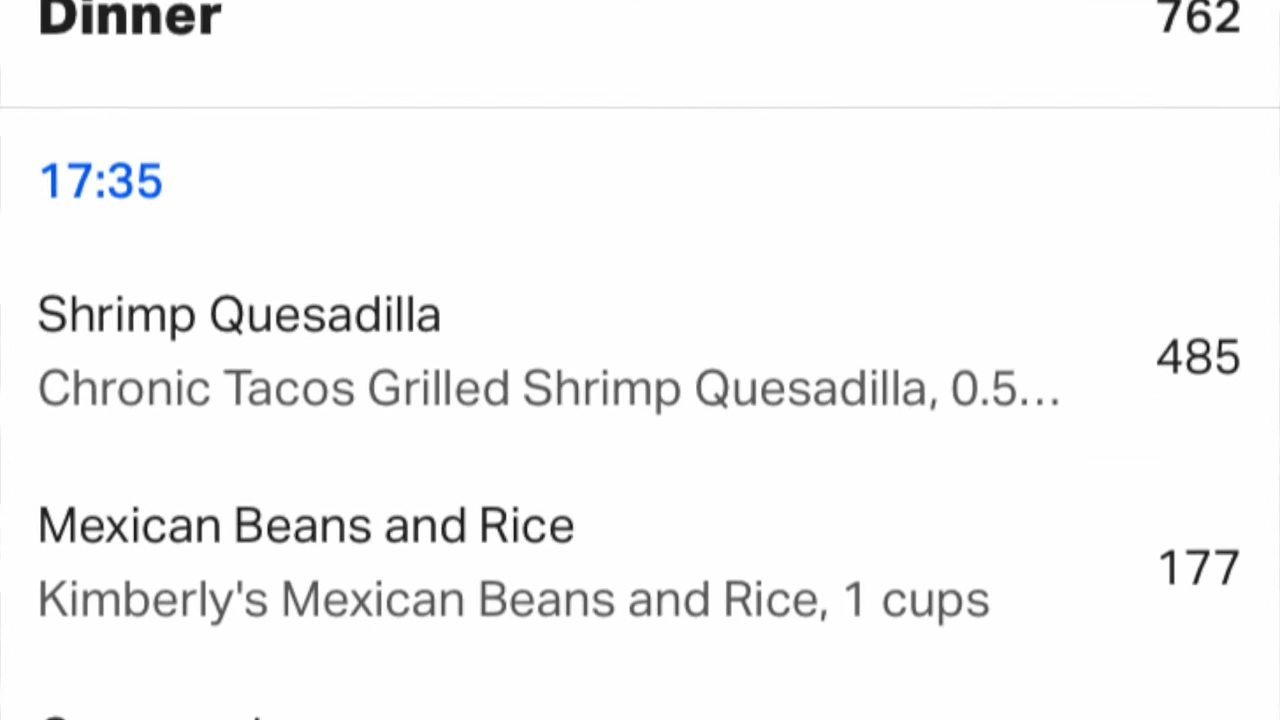 Dinner 762
17:35
Shrimp Quesadilla
Chronic Tacos Grilled Shrimp Quesadilla, 0.5... 485
Mexican Beans and Rice
Kimberly's Mexican Beans and Rice, 1 cups 177